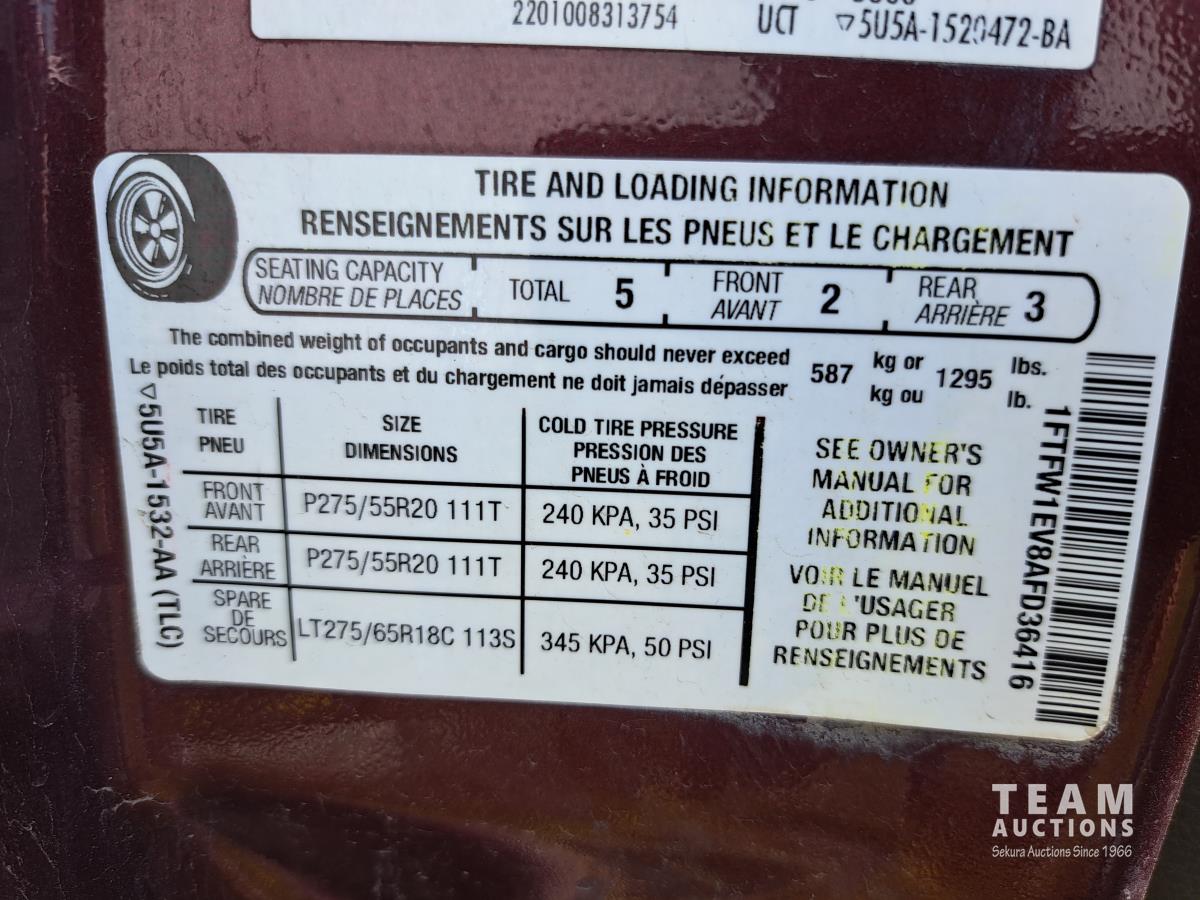 2201008313754 UCT ▽5U5A-1520472-BA
TIRE AND LOADING INFORMATION
RENSEIGNEMENTS SUR LES PNEUS ET LE CHARGEMENT
SEATING CAPACITY
NOMBRE DE PLACES
TOTAL 5
FRONT
AVANT
2
REAR
ARRIÈRE
3
The combined weight of occupants and cargo should never exceed
Le poids total des occupants et du chargement ne doit jamais dépasser
587
kg or
kg ou
1295
lbs.
lb.
▽5U5A-1532-AA (TLC)
TIRE
PNEU
SIZE
DIMENSIONS
COLD TIRE PRESSURE
PRESSION DES
PNEUS À FROID
FRONT
AVANT
P275/55R20 111T
240 KPA, 35 PSI
REAR
ARRIÈRE
P275/55R20 111T
240 KPA, 35 PSI
SPARE
DE
SECOURS
LT275/65R18C 113S
345 KPA, 50 PSI
SEE OWNER'S
MANUAL FOR
ADDITIONAL
INFORMATION
VOIR LE MANUEL
DE L'USAGER
POUR PLUS DE
RENSEIGNEMENTS
1FTFW1EV8AFD36416
TEAM
AUCTIONS
Sekura Auctions Since 1966